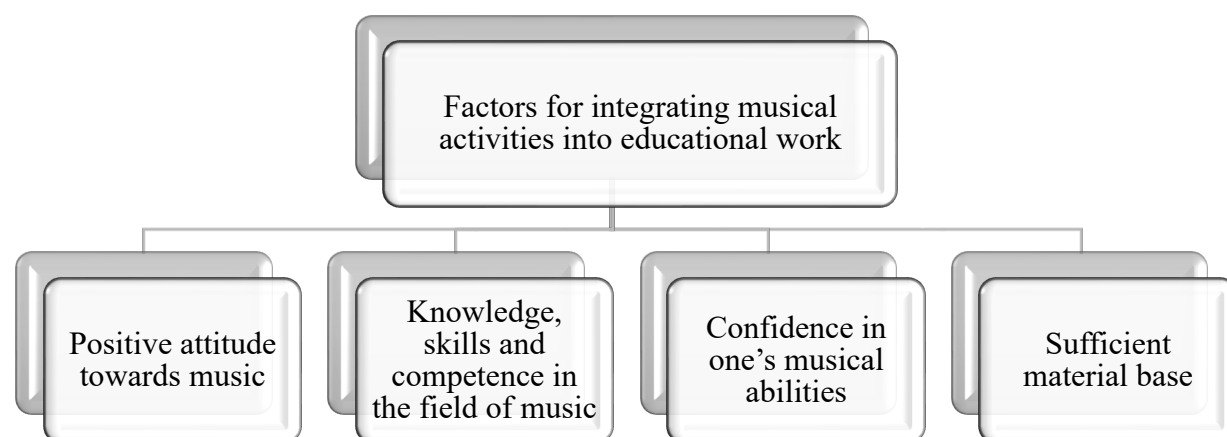 Factors for integrating musical
activities into educational work
Positive attitude
towards music
Knowledge,
skills and
competence in
the field of music
Confidence in
one’s musical
abilities
Sufficient
material base